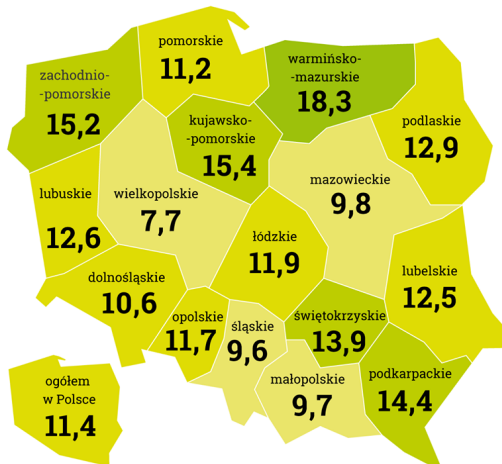 pomorskie
11,2
warmińsko-
-mazurskie
18,3
zachodnio-
-pomorskie
15,2
kujawsko-
-pomorskie
15,4
podlaskie
12,9
lubuskie
12,6
wielkopolskie
7,7
mazowieckie
9,8
łódzkie
11,9
dolnośląskie
10,6
lubelskie
12,5
opolskie
11,7
śląskie
9,6
świętokrzyskie
13,9
małopolskie
9,7
podkarpackie
14,4
ogółem
w Polsce
11,4